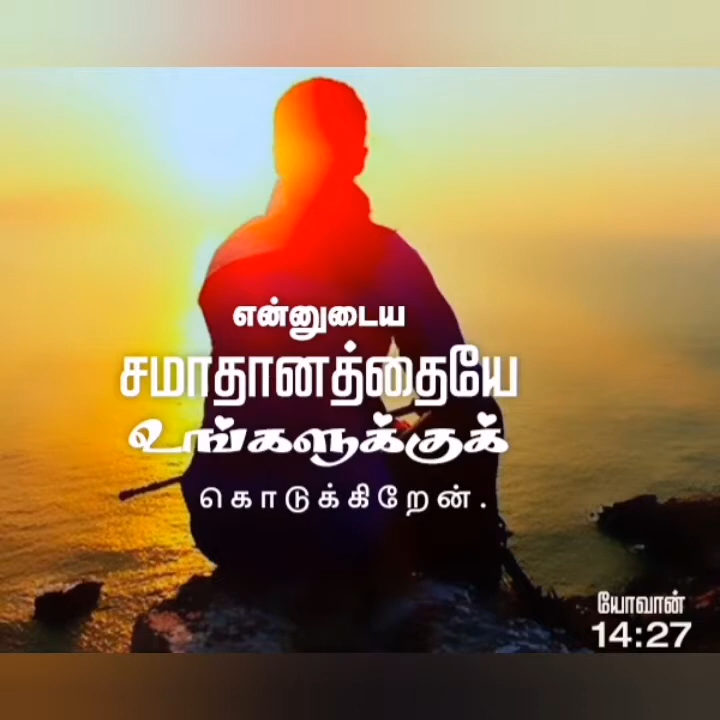 என்னுடைய
சமாதானத்தையே
உங்களுக்குக்
கொடுக்கிறேன்.
யோவான்
14:27